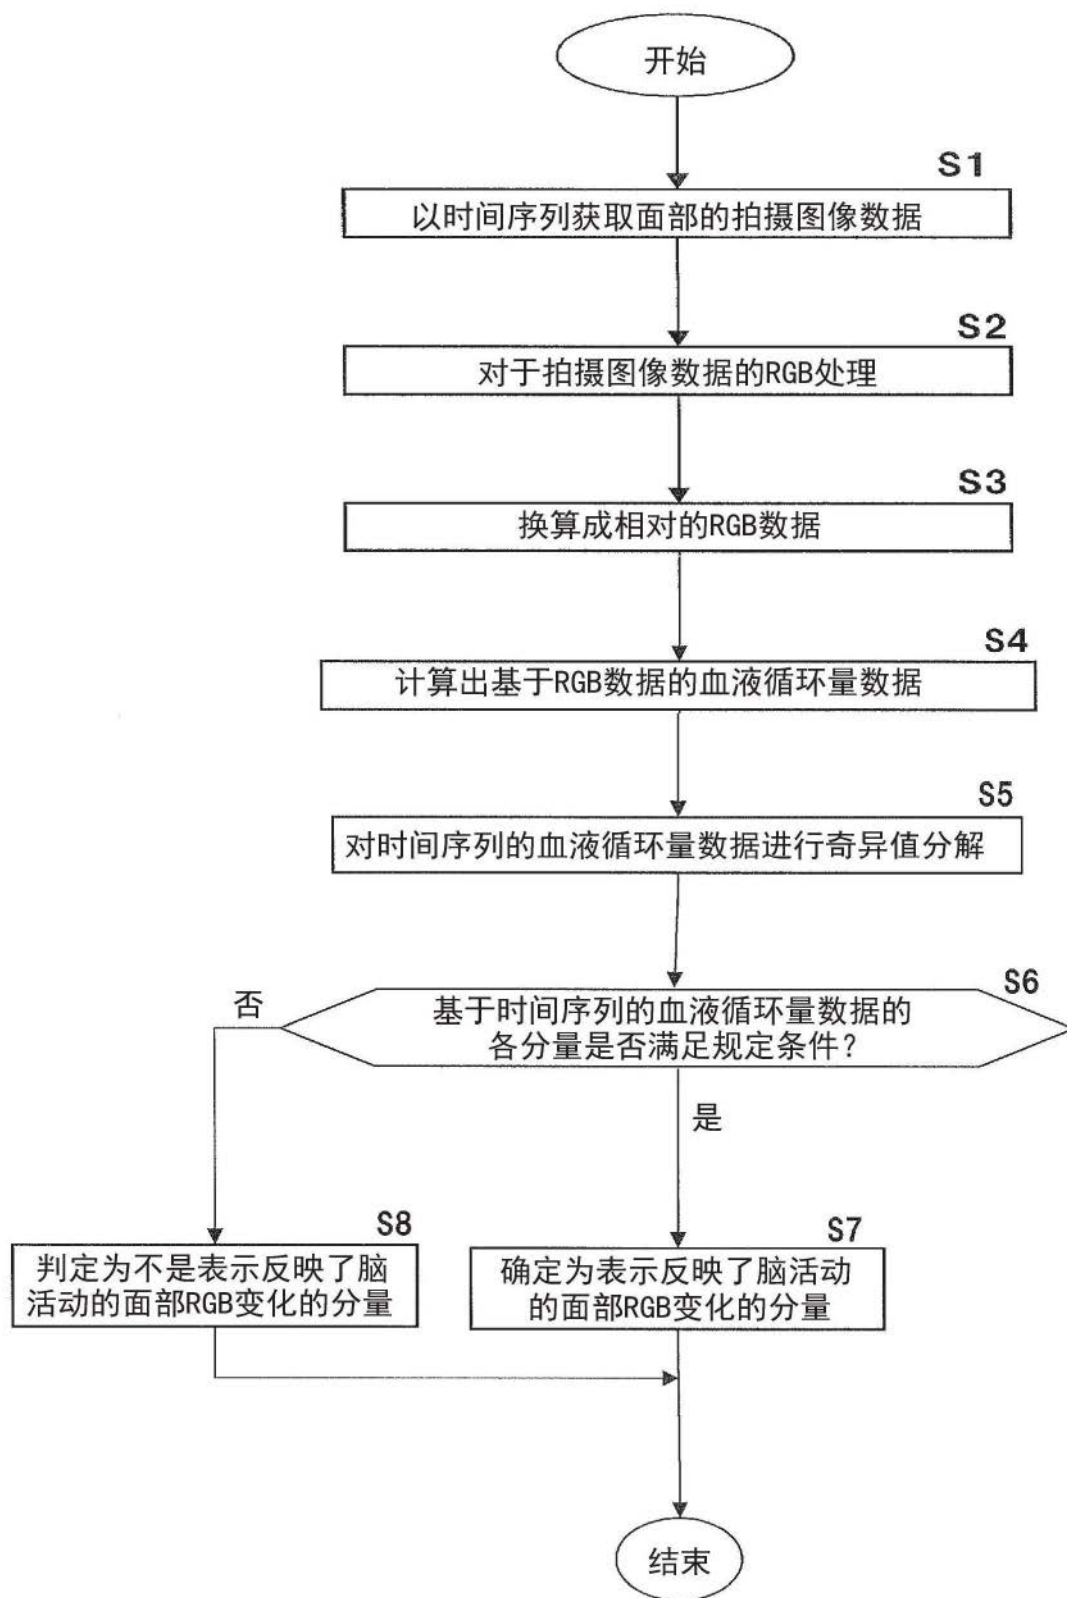 开始
S1
以时间序列获取面部的拍摄图像数据
S2
对于拍摄图像数据的RGB处理
S3
换算成相对的RGB数据
S4
计算出基于RGB数据的血液循环量数据
S5
对时间序列的血液循环量数据进行奇异值分解
S6
否
基于时间序列的血液循环量数据的
各分量是否满足规定条件？
是
S8
判定为不是表示反映了脑
活动的面部RGB变化的分量
S7
确定为表示反映了脑活动
的面部RGB变化的分量
结束